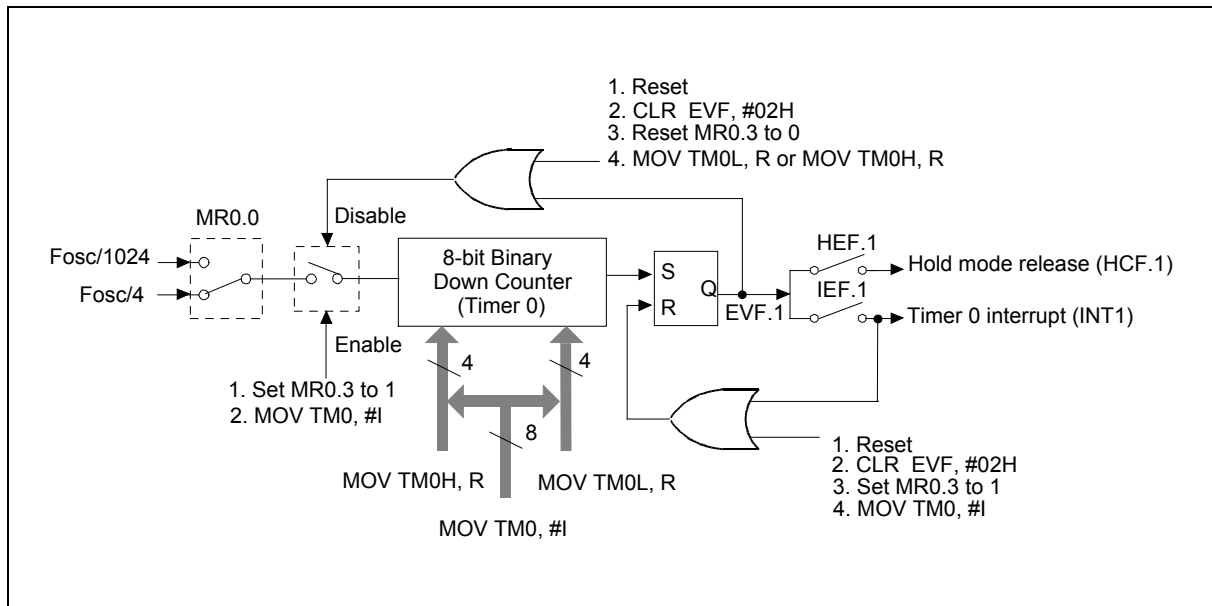 1. Reset
2. CLR EVF, #02H
3. Reset MR0.3 to 0
4. MOV TM0L, R or MOV TM0H, R
MR0.0
Disable
Fosc/1024
Fosc/4
8-bit Binary
Down Counter
(Timer 0)
S
R
Q
EVF.1
HEF.1
Hold mode release (HCF.1)
IEF.1
Timer 0 interrupt (INT1)
Enable
1. Set MR0.3 to 1
2. MOV TM0, #I
4
4
8
MOV TM0H, R
MOV TM0L, R
MOV TM0, #I
1. Reset
2. CLR EVF, #02H
3. Set MR0.3 to 1
4. MOV TM0, #I